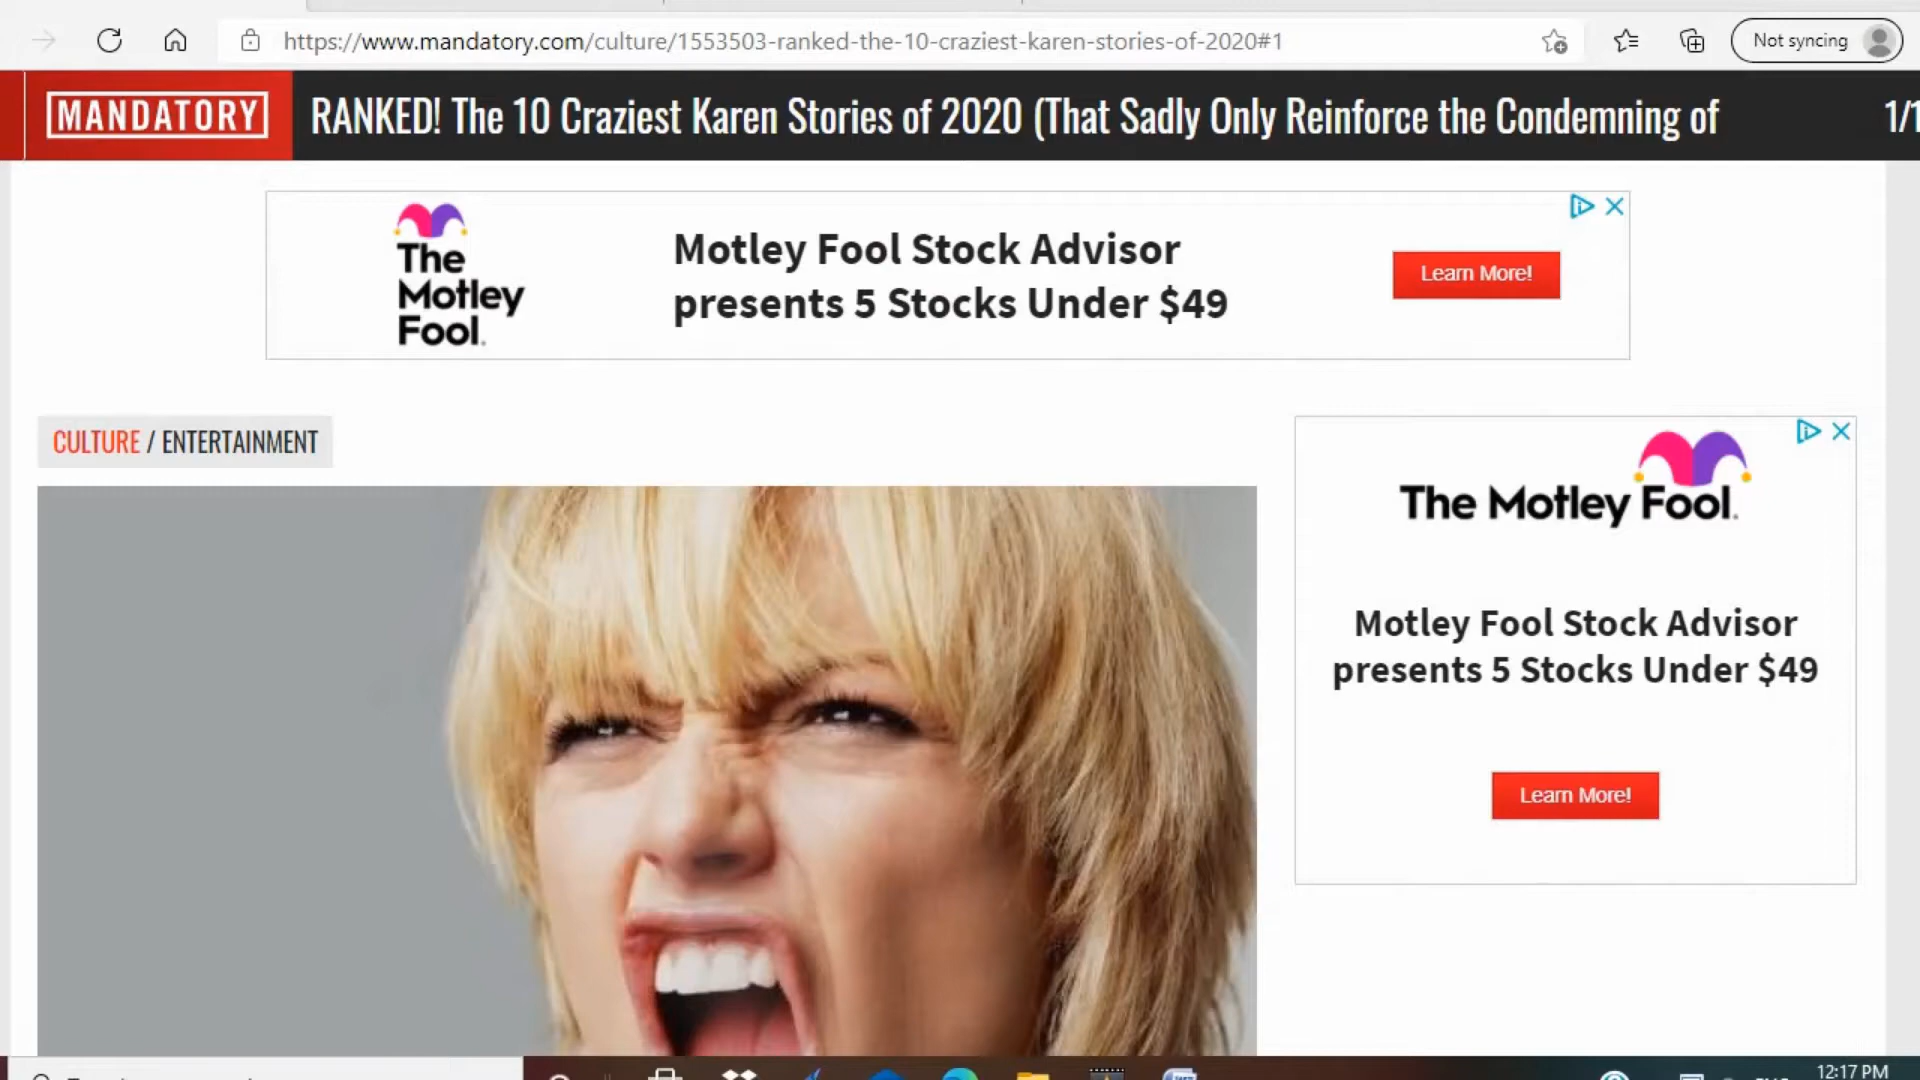 https://www.mandatory.com/culture/1553503-ranked-the-10-craziest-karen-stories-of-2020#1
Not syncing
MANDATORY
RANKED! The 10 Craziest Karen Stories of 2020 (That Sadly Only Reinforce the Condemning of
1/1
The
Motley
Fool.
Motley Fool Stock Advisor
presents 5 Stocks Under $49
Learn More!
CULTURE / ENTERTAINMENT
The Motley Fool.
Motley Fool Stock Advisor
presents 5 Stocks Under $49
Learn More!
12:17 PM